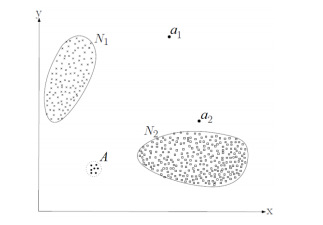 y
N₁
a₁
a₂
N₂
A
x